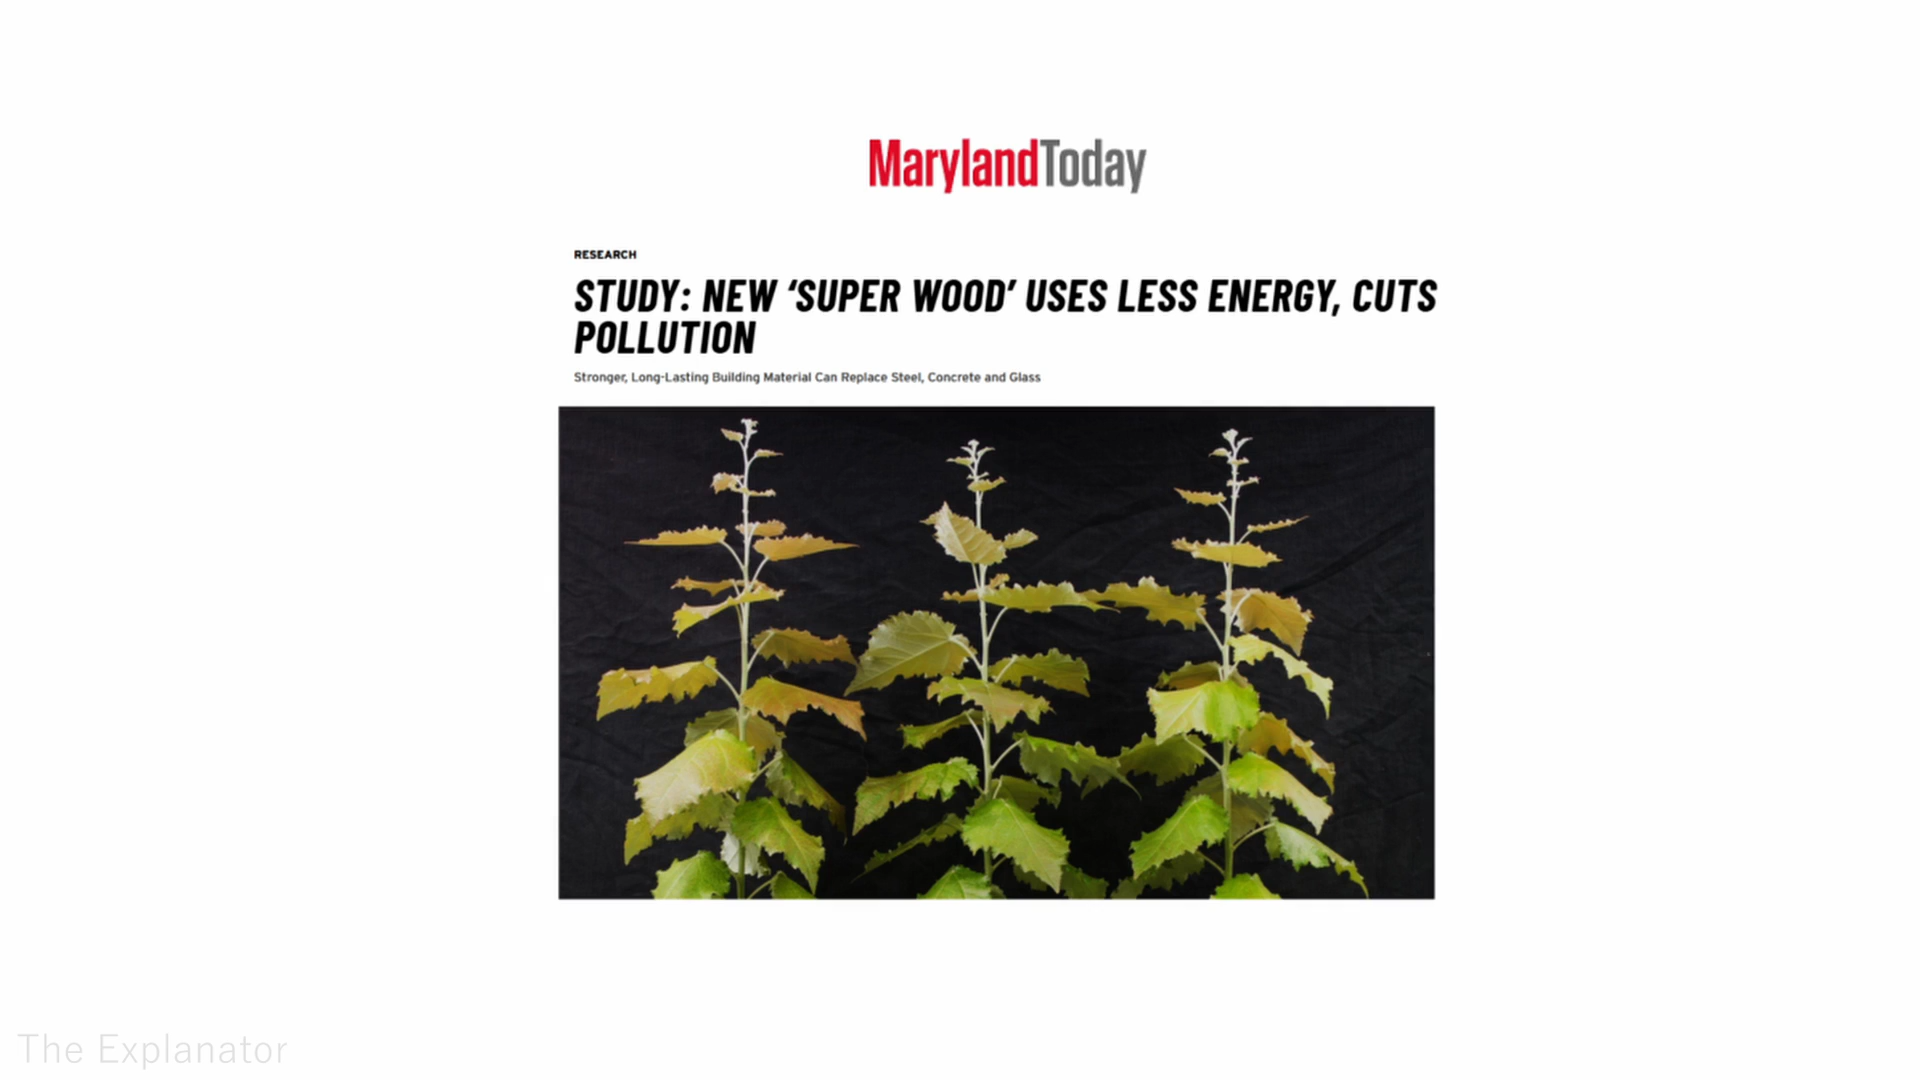 MarylandToday
RESEARCH
STUDY: NEW ‘SUPER WOOD’ USES LESS ENERGY, CUTS
POLLUTION
Stronger, Long-Lasting Building Material Can Replace Steel, Concrete and Glass
The Explanator